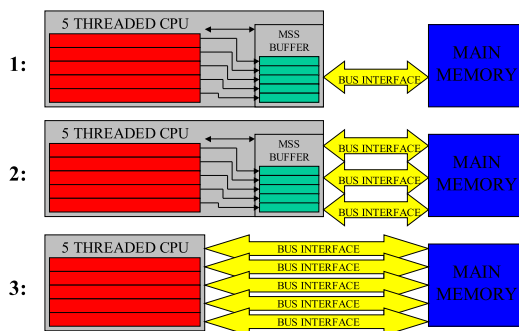 5 THREADED CPU
MSS
BUFFER
1:
BUS INTERFACE
MAIN
MEMORY
5 THREADED CPU
MSS
BUFFER
2:
BUS INTERFACE
BUS INTERFACE
BUS INTERFACE
MAIN
MEMORY
5 THREADED CPU
3:
BUS INTERFACE
BUS INTERFACE
BUS INTERFACE
BUS INTERFACE
BUS INTERFACE
MAIN
MEMORY